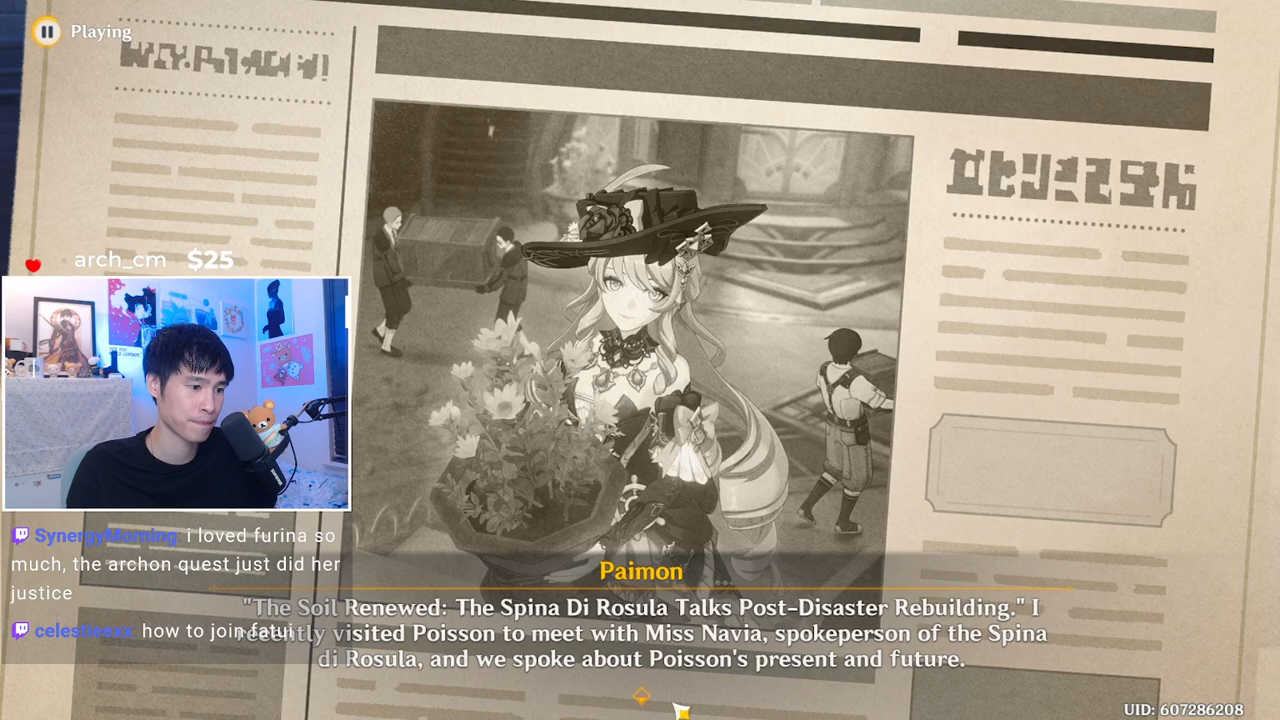 Playing
arch_cm $25
SynergyMorning: i loved furina so
much, the archon quest just did her
justice
celestieexx: how to join fatui
Paimon
"The Soil Renewed: The Spina Di Rosula Talks Post-Disaster Rebuilding." I
recently visited Poisson to meet with Miss Navia, spokeperson of the Spina
di Rosula, and we spoke about Poisson's present and future.
UID: 607286208